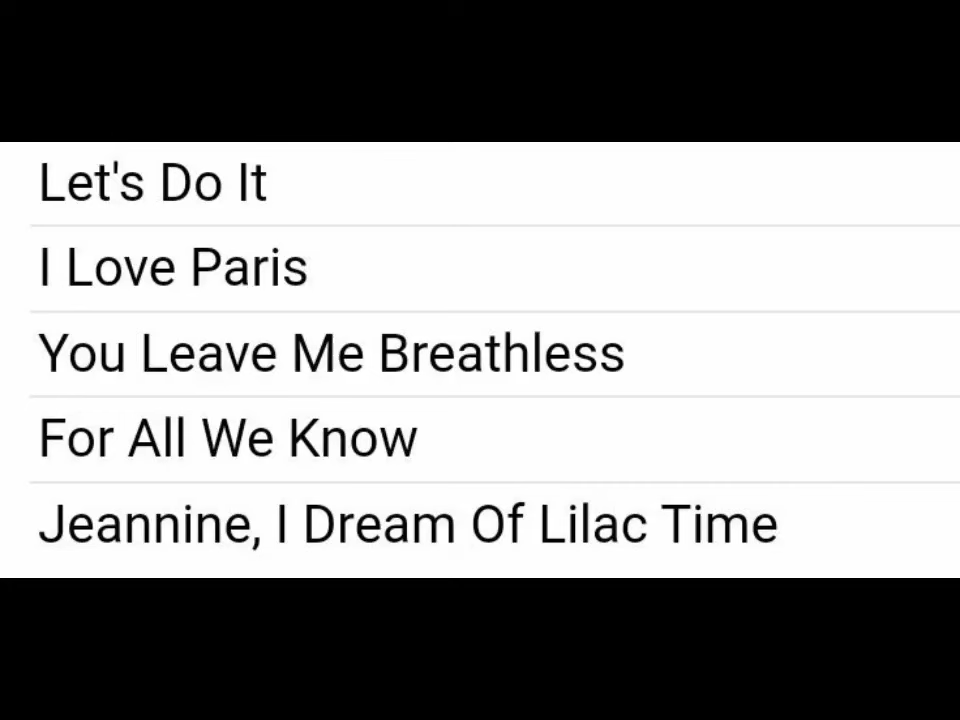 Let's Do It
I Love Paris
You Leave Me Breathless
For All We Know
Jeannine, I Dream Of Lilac Time